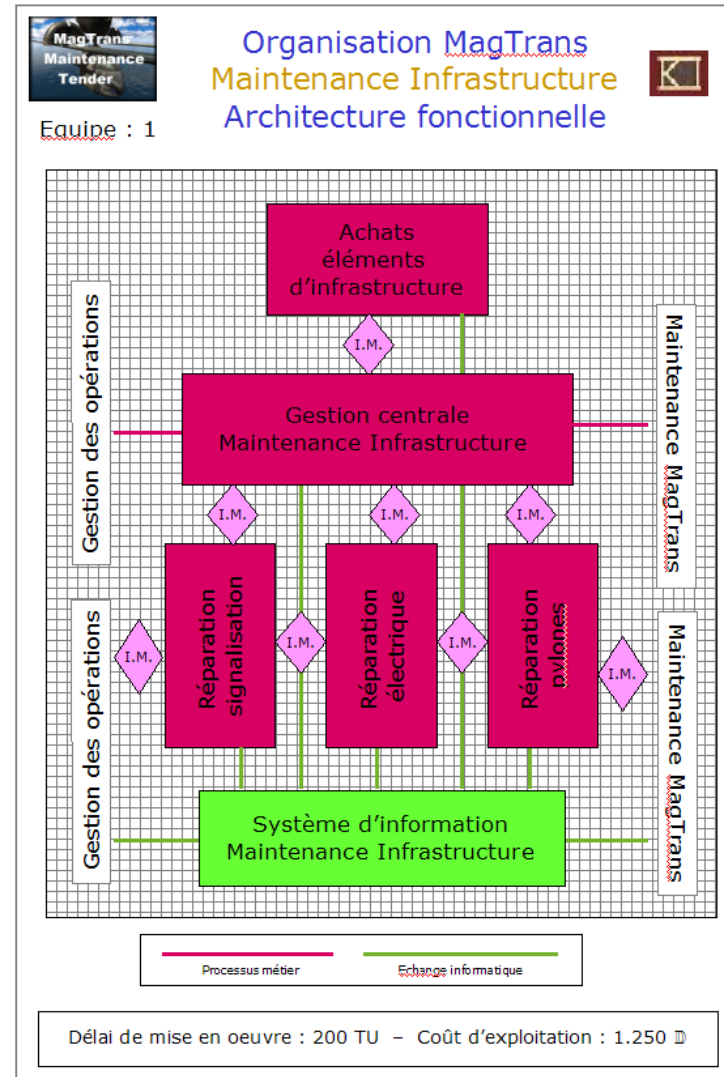 MagTrans
Maintenance
Tender
Organisation MagTrans
Maintenance Infrastructure
Architecture fonctionnelle
K
Equipe : 1
Achats
éléments
d'infrastructure
I.M.
Gestion des opérations
Maintenance MagTrans
Gestion centrale
Maintenance Infrastructure
I.M.
I.M.
I.M.
Réparation
signalisation
Réparation
électrique
Réparation
pylones
I.M.
I.M.
I.M.
I.M.
Gestion des opérations
Maintenance MagTrans
Système d'information
Maintenance Infrastructure
Processus métier
Echange informatique
Délai de mise en oeuvre : 200 TU – Coût d'exploitation : 1.250 𝔻